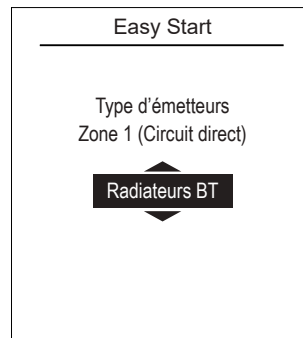 Easy Start
Type d'émetteurs
Zone 1 (Circuit direct)
Radiateurs BT